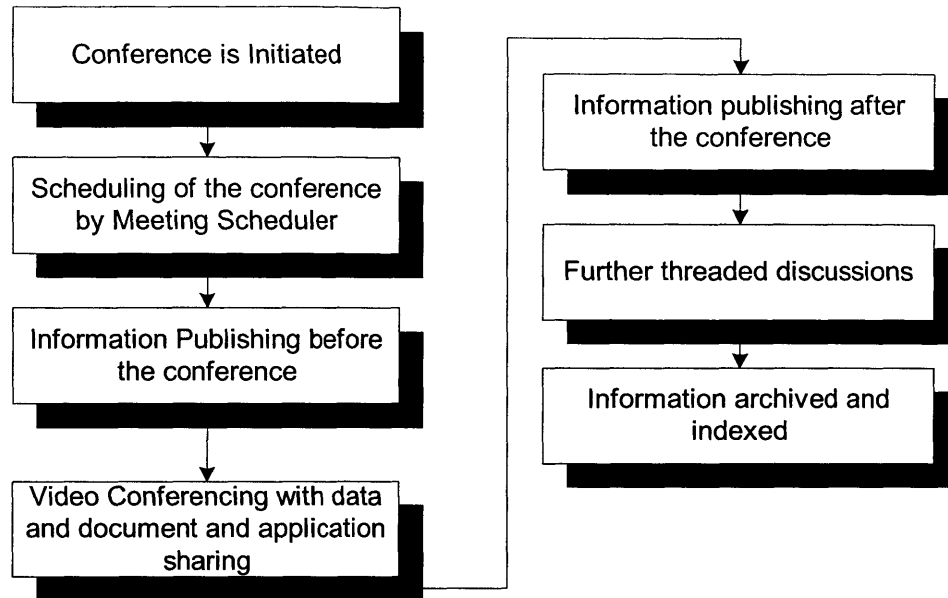 Conference is Initiated
Scheduling of the conference
by Meeting Scheduler
Information Publishing before
the conference
Video Conferencing with data
and document and application
sharing
Information publishing after
the conference
Further threaded discussions
Information archived and
indexed